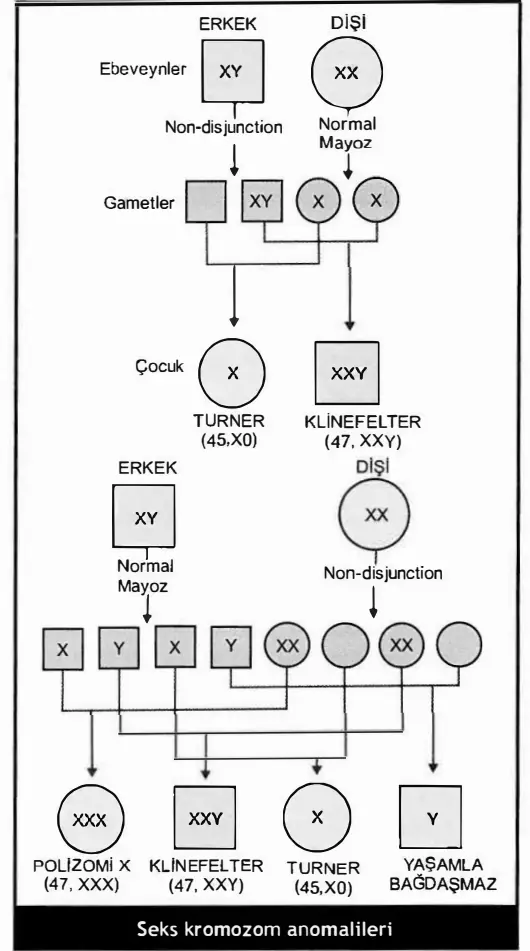 ERKEK DİŞİ
Ebeveynler XY XX
Non-disjunction Normal
Mayoz
Gametler XY X X
Çocuk X XXY
TURNER KLİNEFELTER
(45,X0) (47, XXY)
ERKEK DİŞİ
XY XX
Normal Non-disjunction
Mayoz
X Y X Y XX XX
XXX XXY X Y
POLİZOMİ X KLİNEFELTER TURNER YAŞAMLA
(47, XXX) (47, XXY) (45,X0) BAĞDAŞMAZ
Seks kromozom anomalileri